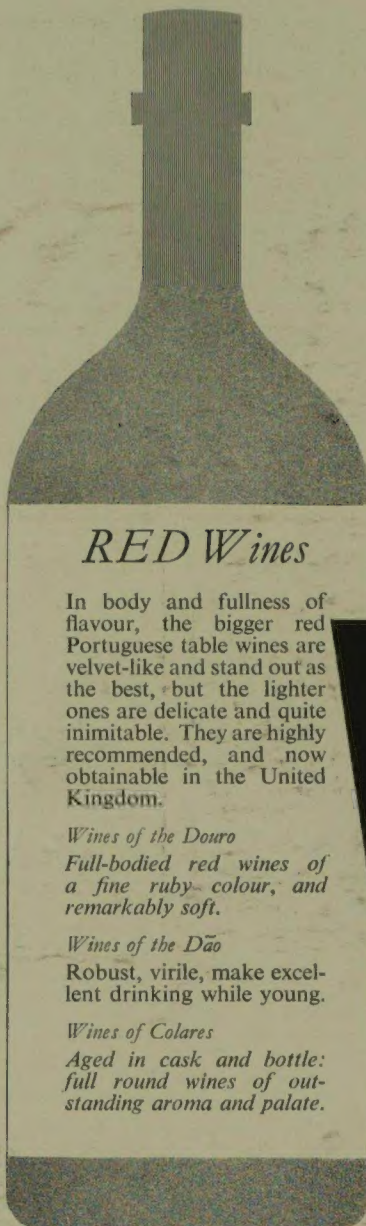 RED Wines
In body and fullness of
flavour, the bigger red
Portuguese table wines are
velvet-like and stand out as
the best, but the lighter
ones are delicate and quite
inimitable. They are highly
recommended, and now
obtainable in the United
Kingdom.
Wines of the Douro
Full-bodied red wines of
a fine ruby colour, and
remarkably soft.
Wines of the Dão
Robust, virile, make excel-
lent drinking while young.
Wines of Colares
Aged in cask and bottle:
full round wines of out-
standing aroma and palate.